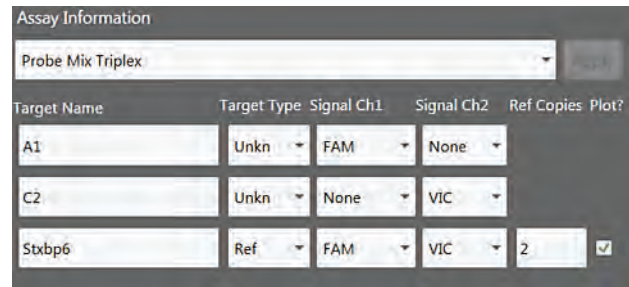 Assay Information
Probe Mix Triplex
Target Name Target Type Signal Ch1 Signal Ch2 Ref Copies Plot?
A1 Unkn FAM None
C2 Unkn None VIC
Stxbp6 Ref FAM VIC 2